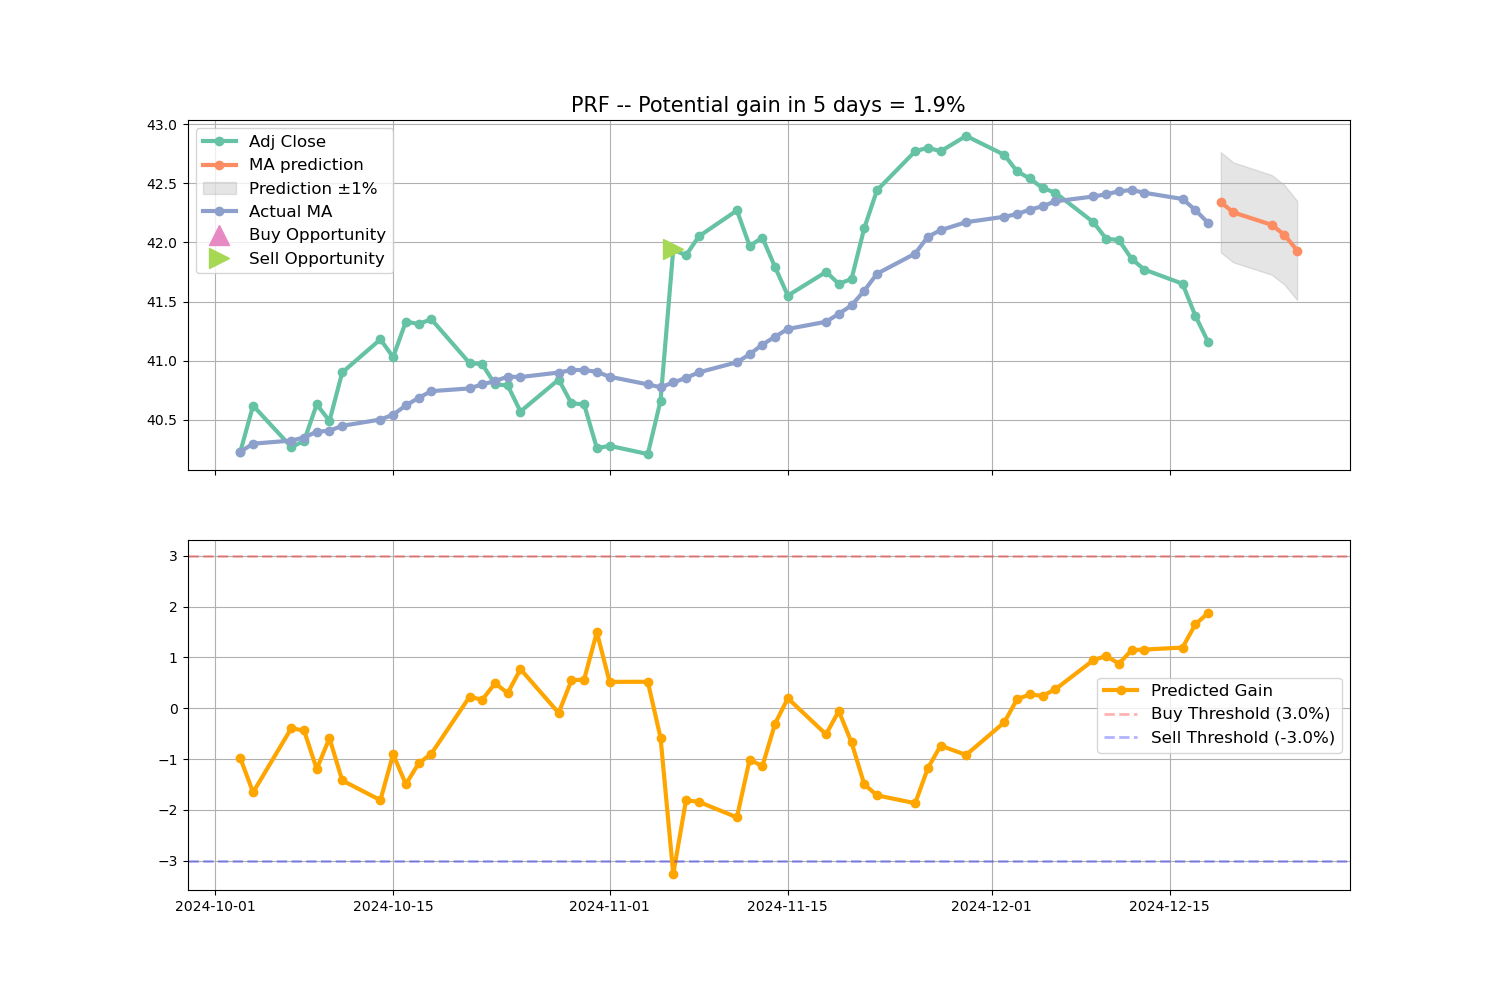 PRF -- Potential gain in 5 days = 1.9%
43.0
42.5
42.0
41.5
41.0
40.5
Adj Close
MA prediction
Prediction ±1%
Actual MA
Buy Opportunity
Sell Opportunity
3
2
1
0
−1
−2
−3
Predicted Gain
Buy Threshold (3.0%)
Sell Threshold (-3.0%)
2024-10-01 2024-10-15 2024-11-01 2024-11-15 2024-12-01 2024-12-15